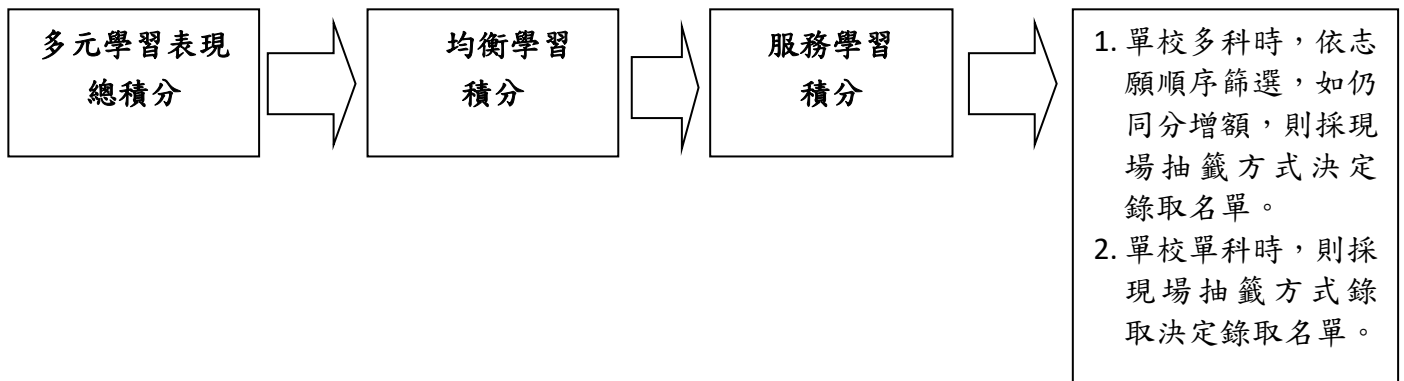 多元學習表現
總積分
均衡學習
積分
服務學習
積分
1. 單校多科時，依志
願順序篩選，如仍
同分增額，則採現
場抽籤方式決定
錄取名單。
2. 單校單科時，則採
現場抽籤方式錄
取決定錄取名單。